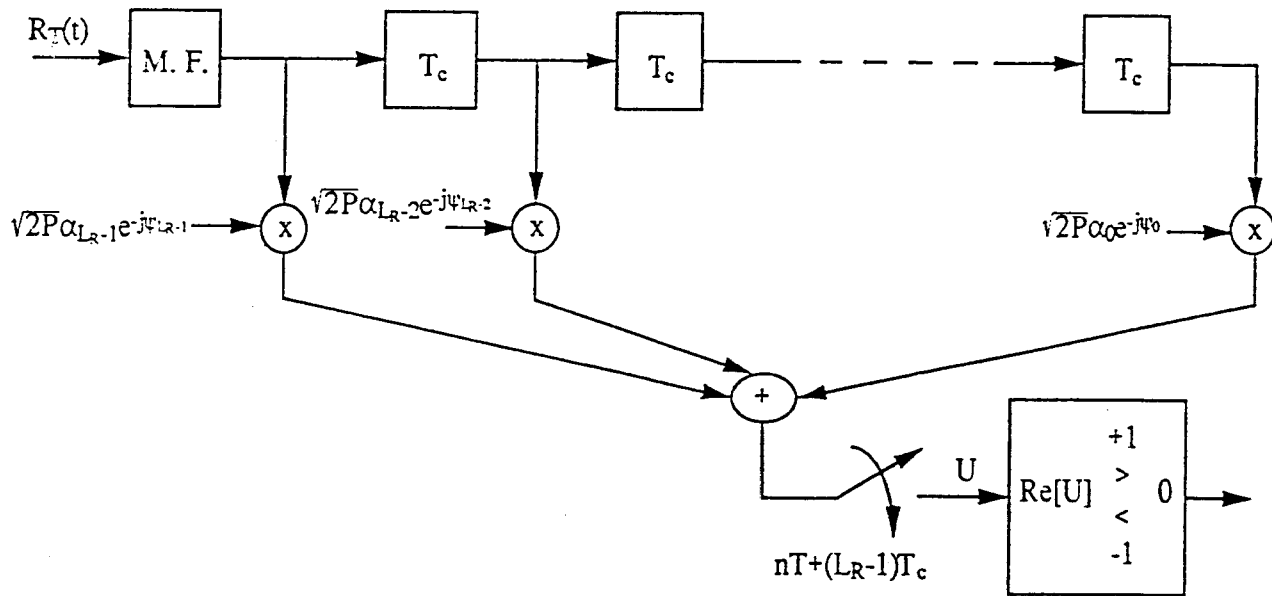 R_T(t)
M. F.
T_c
T_c
T_c
√2P α_{L_R-1}e^{-jψ_{L_R-1}}
x
√2P α_{L_R-2}e^{-jψ_{L_R-2}}
x
√2P α_0e^{-jψ_0}
x
+
U
Re[U]
+1
>
<
-1
0
nT+(L_R-1)T_c